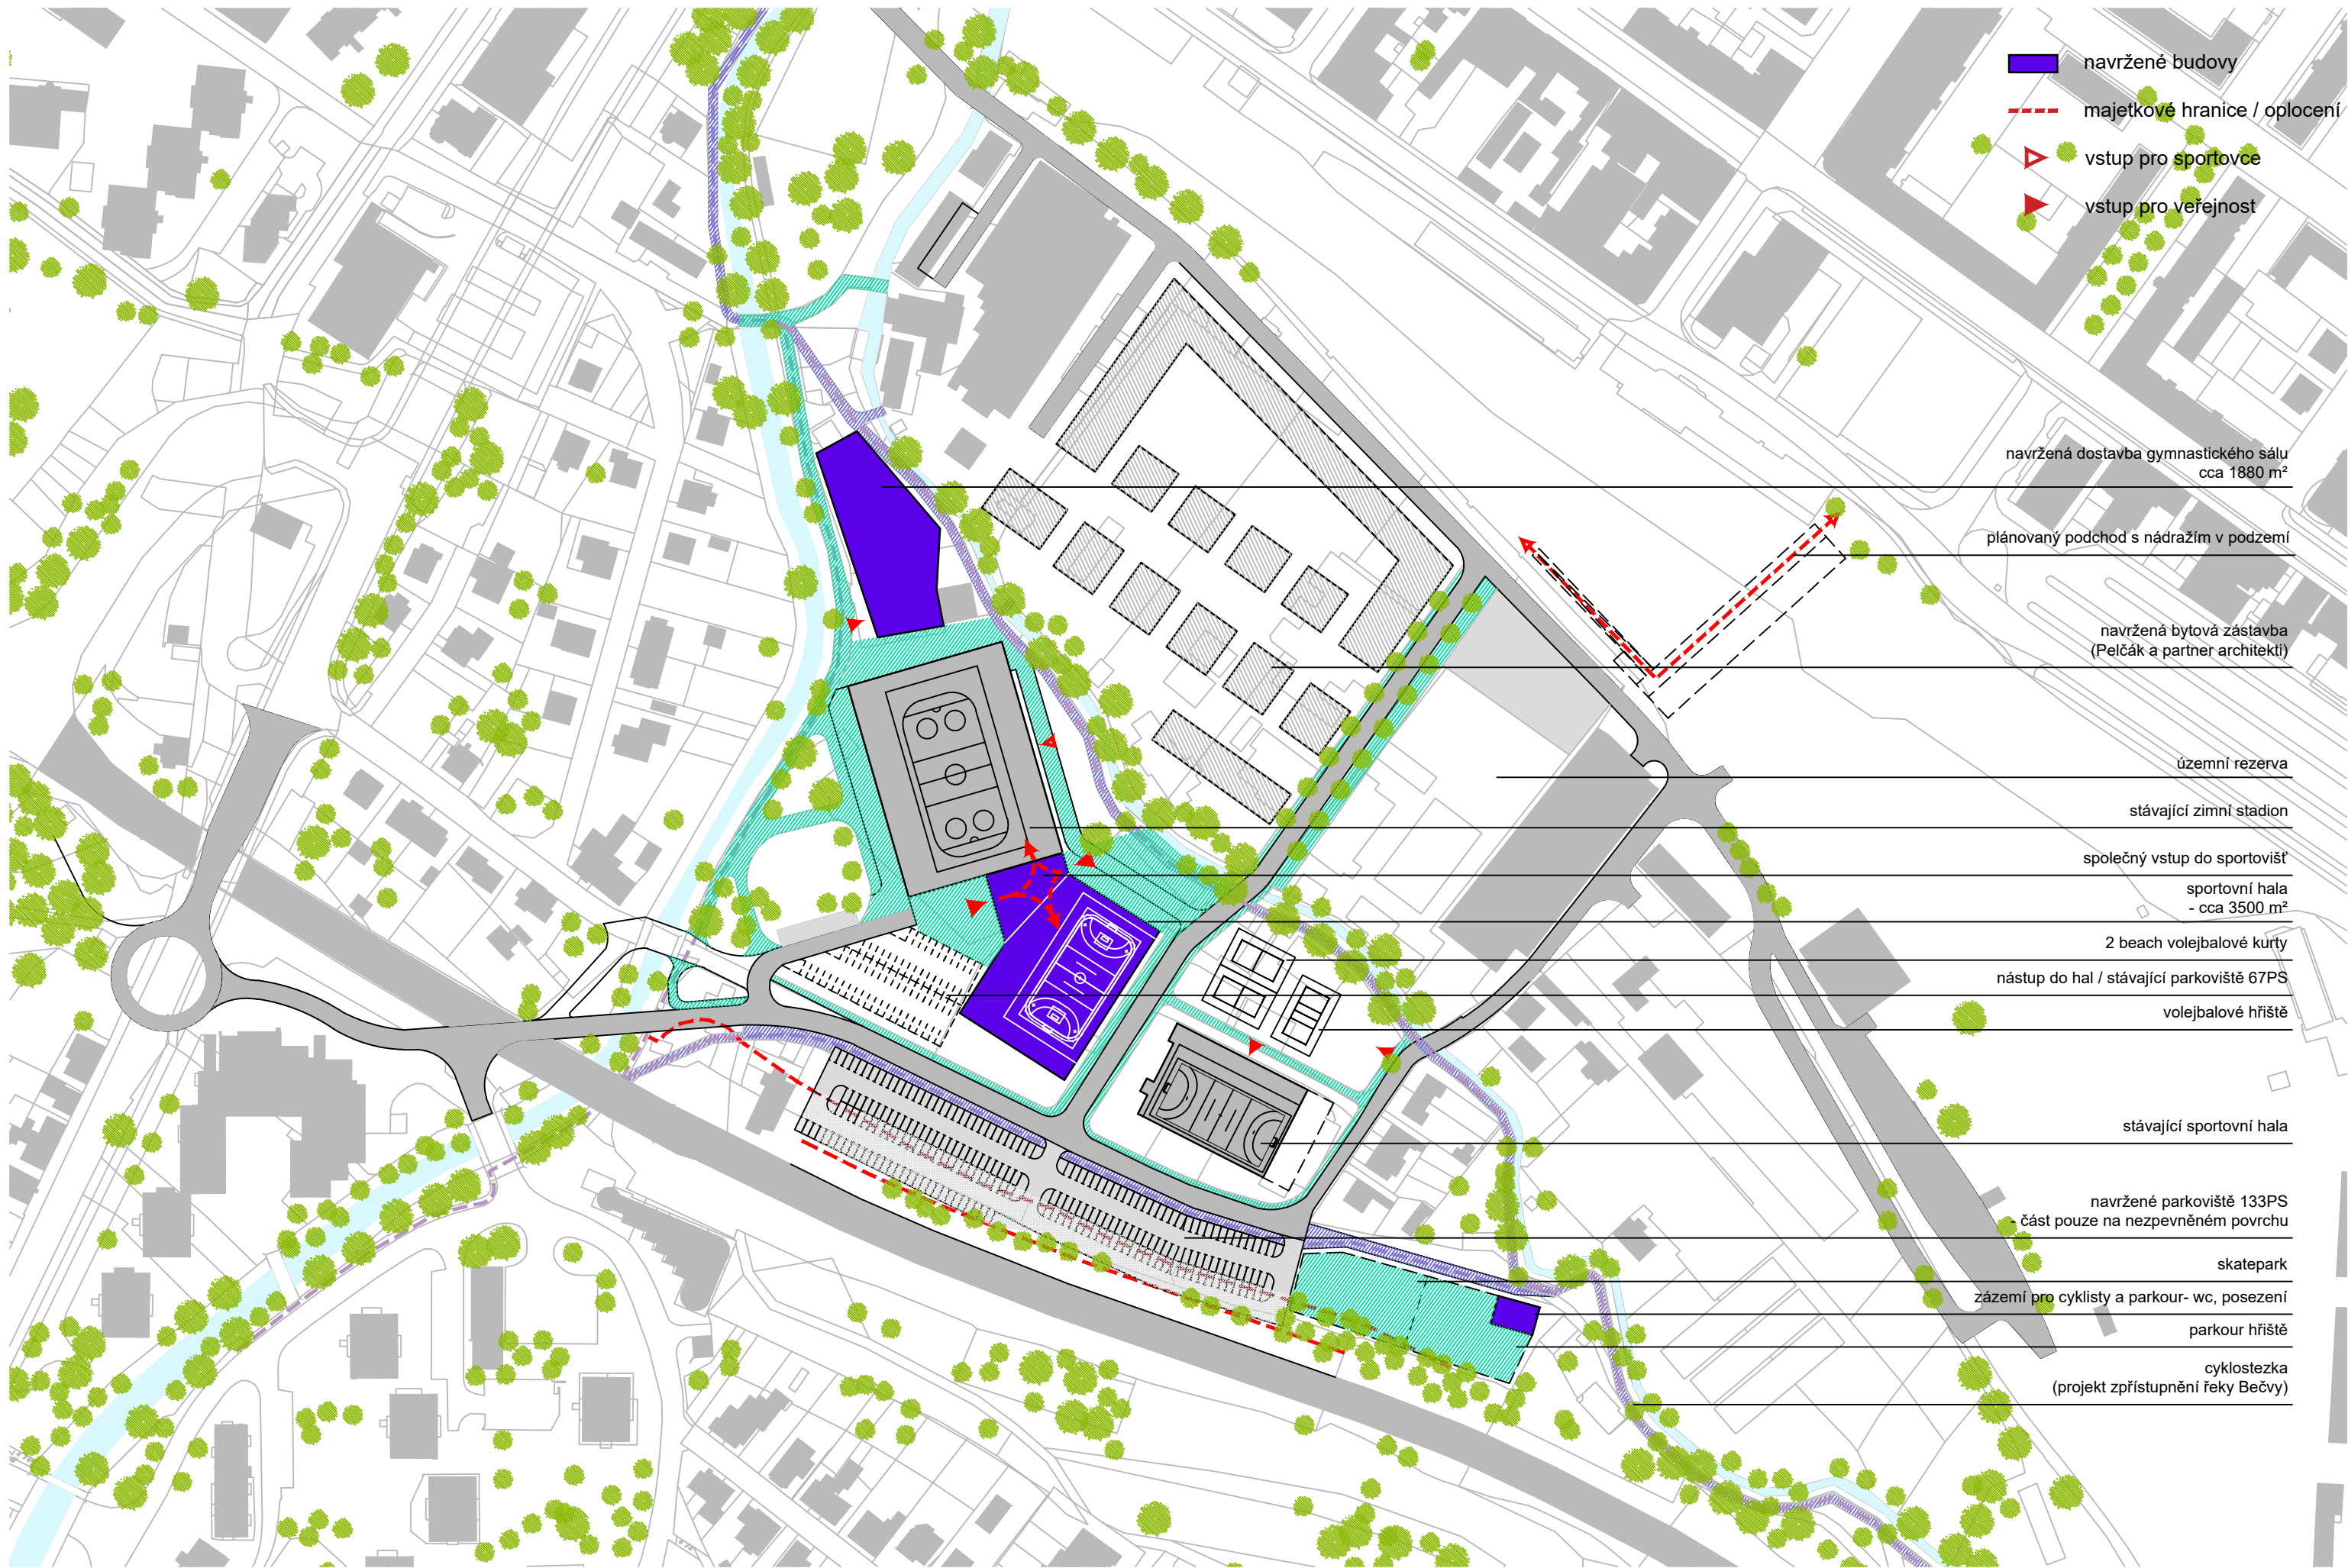 navržené budovy
majetkové hranice / oplocení
vstup pro sportovce
vstup pro veřejnost
navržená dostavba gymnastického sálu
cca 1880 m²
plánovaný podchod s nádražím v podzemí
navržená bytová zástavba
(Pelčák a partner architekti)
územní rezerva
stávající zimní stadion
společný vstup do sportovišť
sportovní hala
- cca 3500 m²
2 beach volejbalové kurty
nástup do hal / stávající parkoviště 67PS
volejbalové hřiště
stávající sportovní hala
navržené parkoviště 133PS
- část pouze na nezpevněném povrchu
skatepark
zázemí pro cyklisty a parkour- wc, posezení
parkour hřiště
cyklostezka
(projekt zpřístupnění řeky Bečvy)